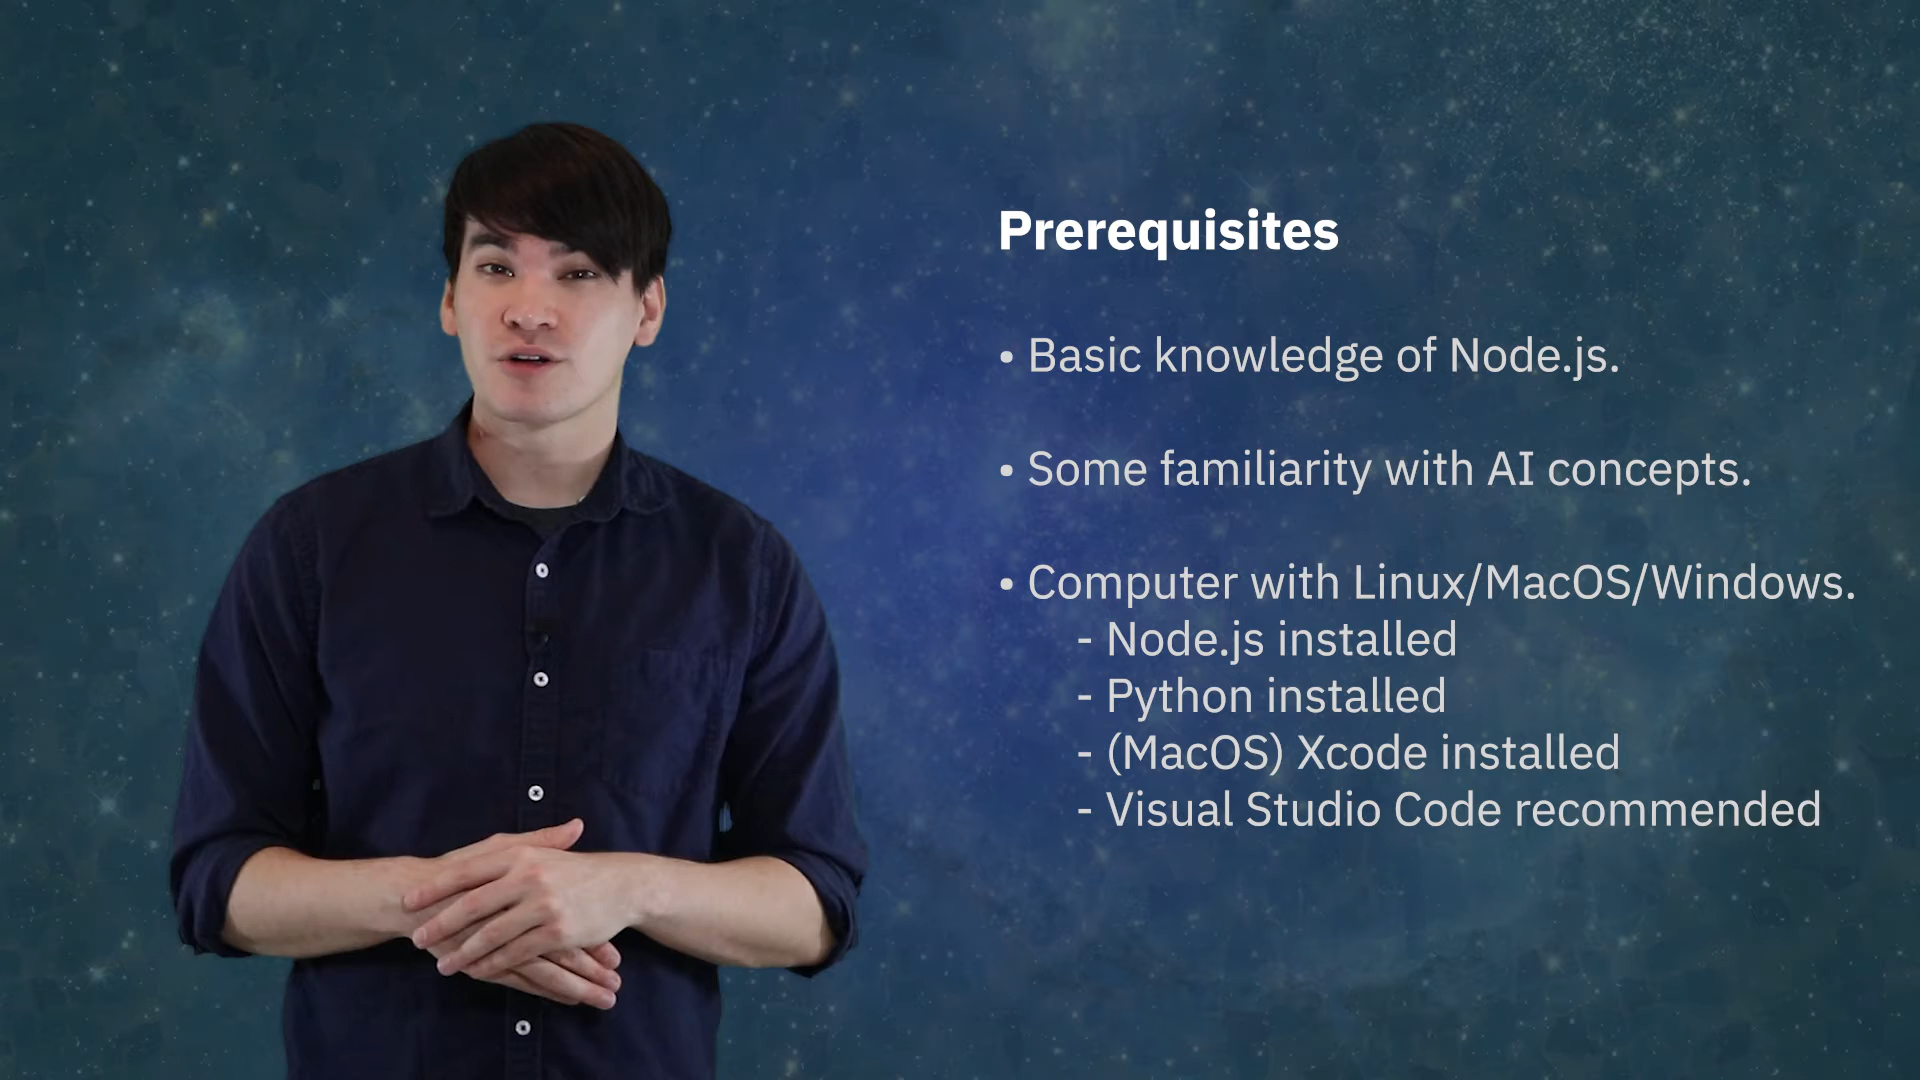 Prerequisites
• Basic knowledge of Node.js.
• Some familiarity with AI concepts.
• Computer with Linux/MacOS/Windows.
- Node.js installed
- Python installed
- (MacOS) Xcode installed
- Visual Studio Code recommended